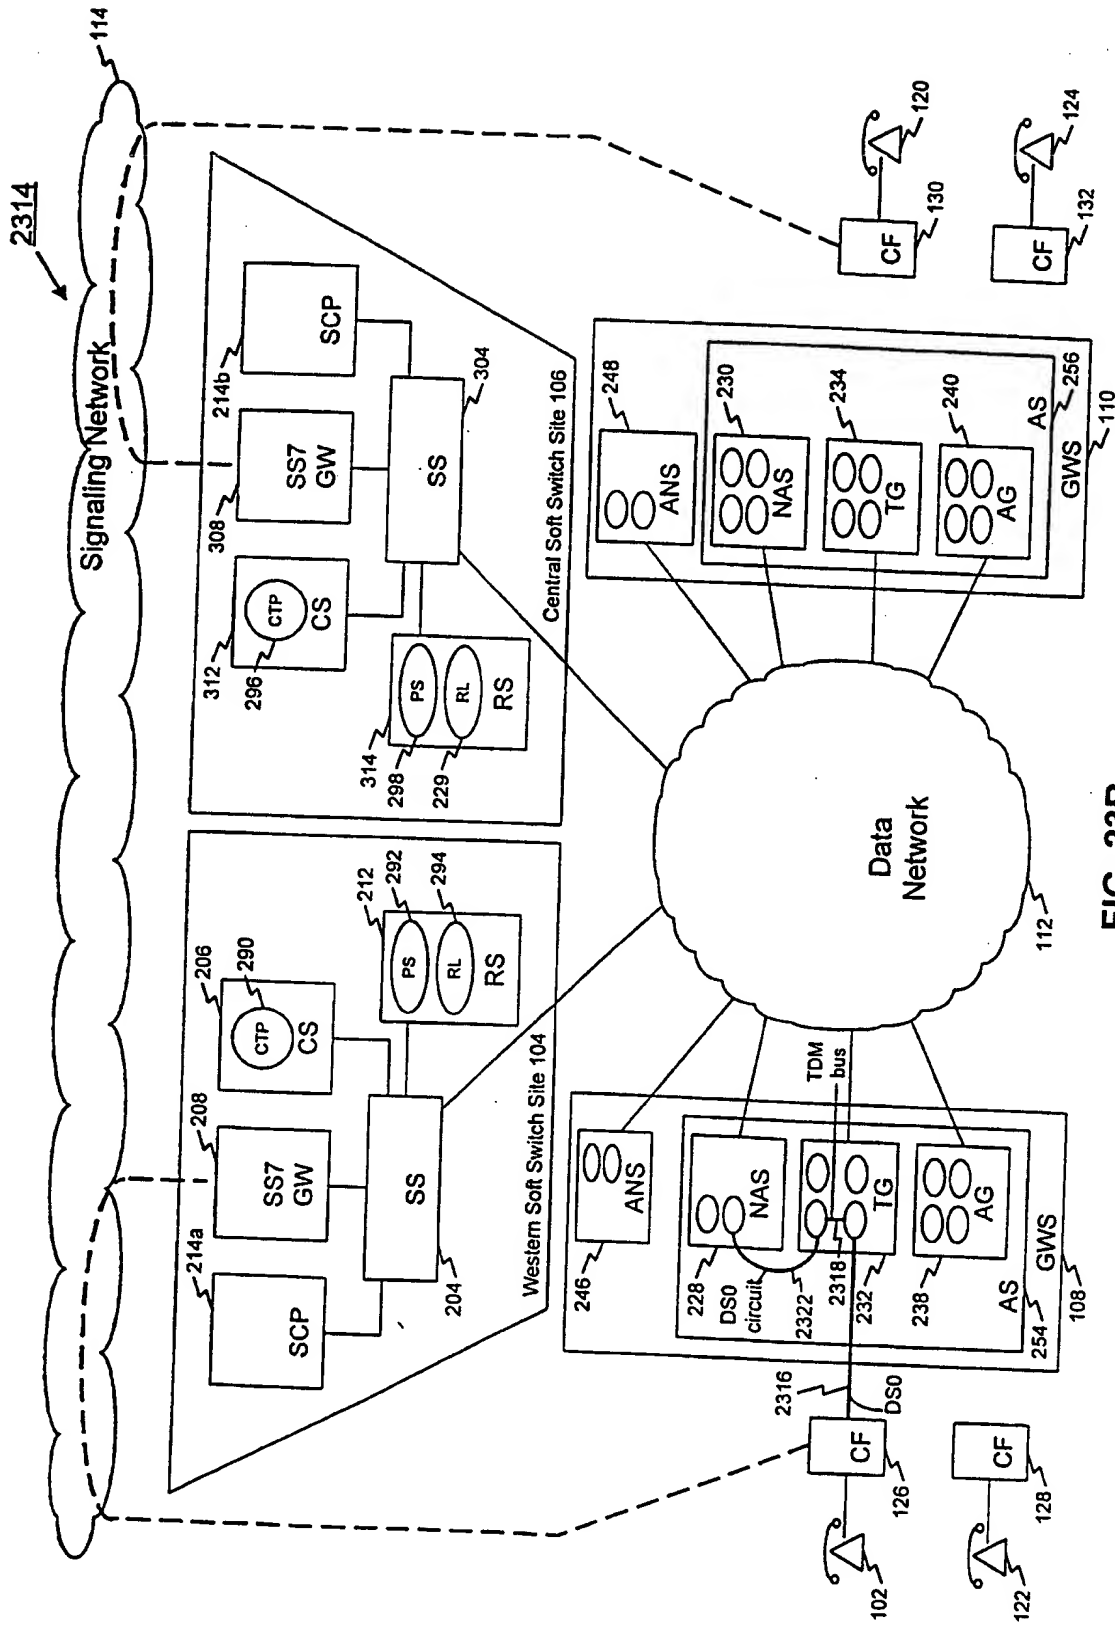 2314
114
Signaling Network
214a
SCP
208
SS7
GW
206
290
CTP
CS
SS
204
212
292
PS
294
RL
RS
Western Soft Switch Site 104
312
296
CTP
CS
308
SS7
GW
214b
SCP
SS
304
314
298
PS
229
RL
RS
Central Soft Switch Site 106
102
CF
126
2316
DS0
122
CF
128
246
ANS
228
NAS
DS0
circuit
2322
2318
TDM
bus
232
TG
238
AG
AS
254
GWS
108
Data
Network
112
248
ANS
230
NAS
234
TG
240
AG
AS
256
GWS
110
CF
130
120
CF
132
124